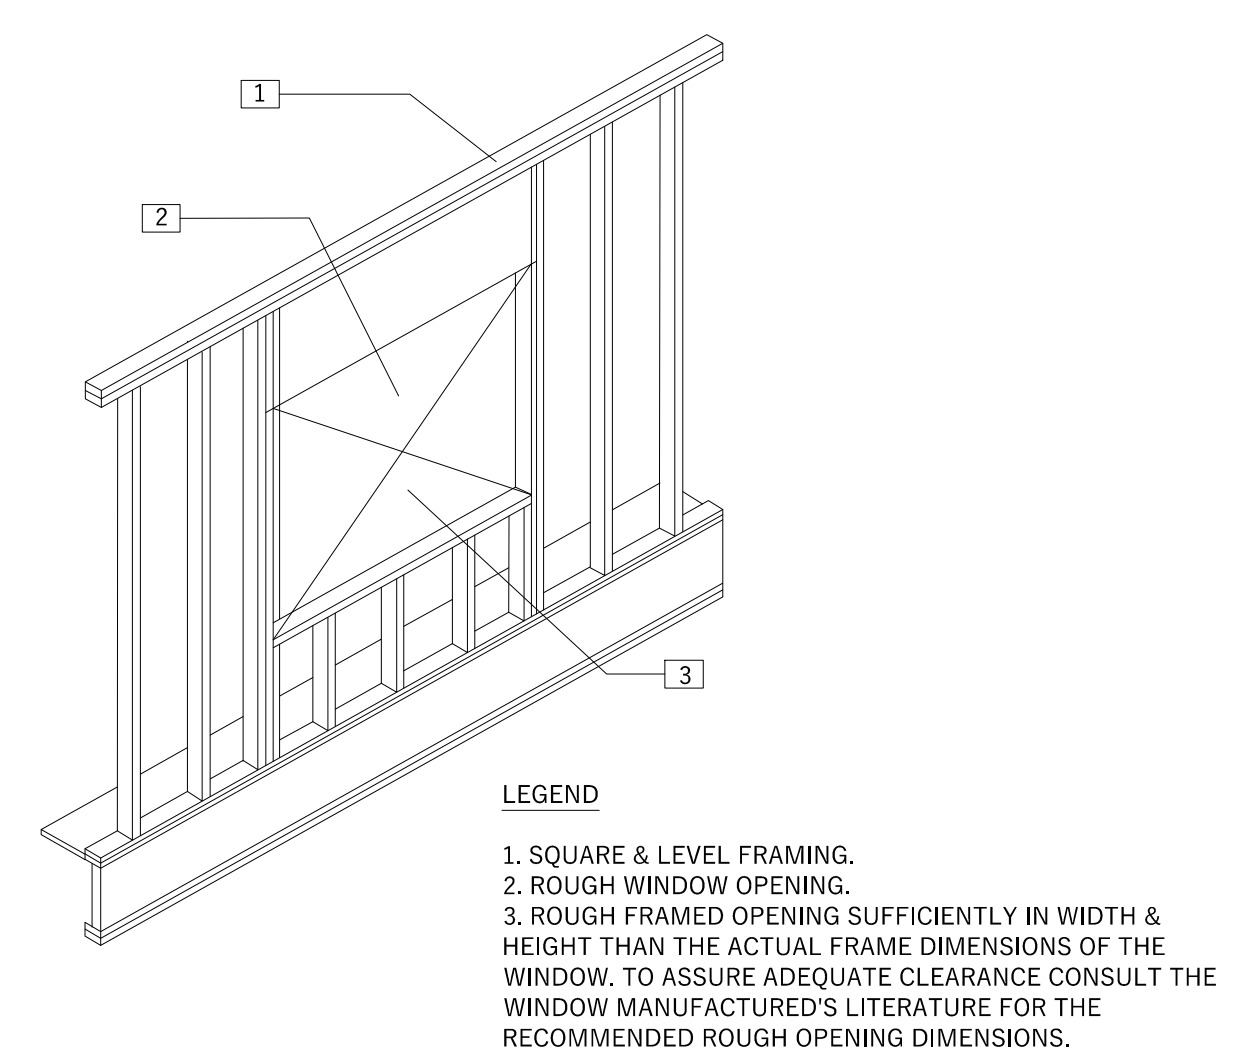 1
2
3
LEGEND
1. SQUARE & LEVEL FRAMING.
2. ROUGH WINDOW OPENING.
3. ROUGH FRAMED OPENING SUFFICIENTLY IN WIDTH &
HEIGHT THAN THE ACTUAL FRAME DIMENSIONS OF THE
WINDOW. TO ASSURE ADEQUATE CLEARANCE CONSULT THE
WINDOW MANUFACTURED'S LITERATURE FOR THE
RECOMMENDED ROUGH OPENING DIMENSIONS.